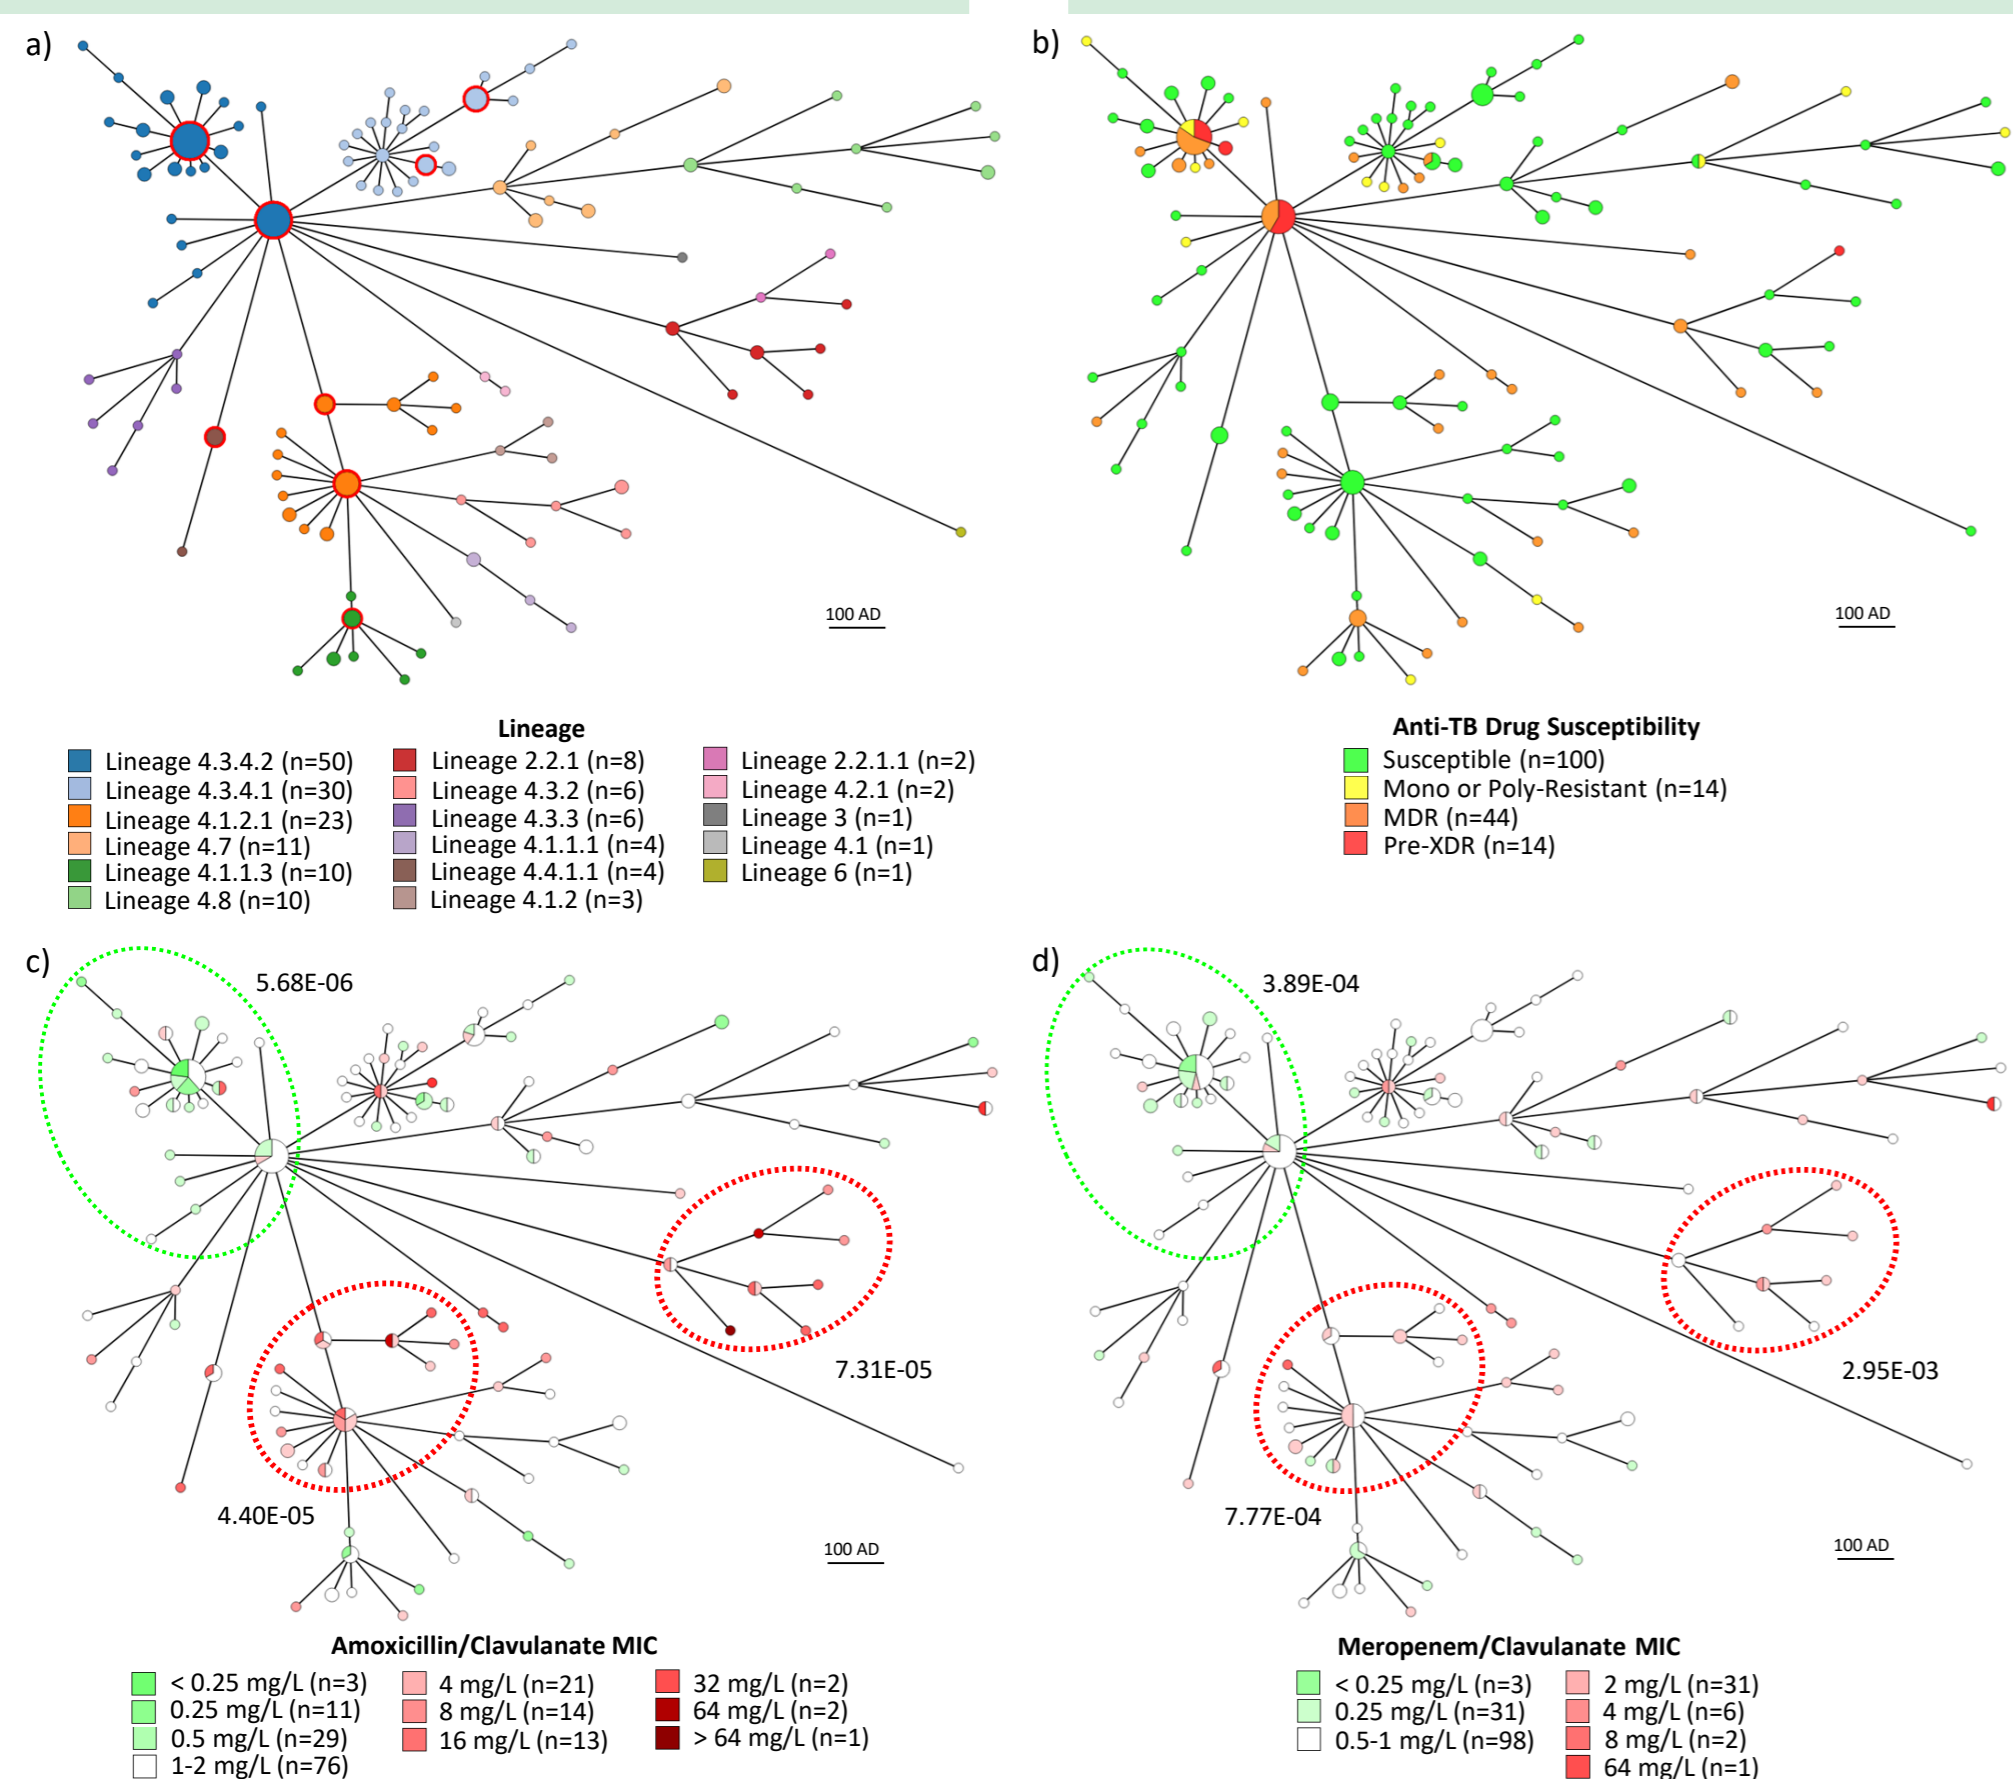 a)
b)
100 AD
100 AD
Lineage
Lineage 4.3.4.2 (n=50)
Lineage 4.3.4.1 (n=30)
Lineage 4.1.2.1 (n=23)
Lineage 4.7 (n=11)
Lineage 4.1.1.3 (n=10)
Lineage 4.8 (n=10)
Lineage 2.2.1 (n=8)
Lineage 4.3.2 (n=6)
Lineage 4.3.3 (n=6)
Lineage 4.1.1.1 (n=4)
Lineage 4.4.1.1 (n=4)
Lineage 4.1.2 (n=3)
Lineage 2.2.1.1 (n=2)
Lineage 4.2.1 (n=2)
Lineage 3 (n=1)
Lineage 4.1 (n=1)
Lineage 6 (n=1)
Anti-TB Drug Susceptibility
Susceptible (n=100)
Mono or Poly-Resistant (n=14)
MDR (n=44)
Pre-XDR (n=14)
c)
5.68E-06
7.31E-05
4.40E-05
100 AD
Amoxicillin/Clavulanate MIC
< 0.25 mg/L (n=3)
0.25 mg/L (n=11)
0.5 mg/L (n=29)
1-2 mg/L (n=76)
4 mg/L (n=21)
8 mg/L (n=14)
16 mg/L (n=13)
32 mg/L (n=2)
64 mg/L (n=2)
> 64 mg/L (n=1)
d)
3.89E-04
2.95E-03
7.77E-04
100 AD
Meropenem/Clavulanate MIC
< 0.25 mg/L (n=3)
0.25 mg/L (n=31)
0.5-1 mg/L (n=98)
2 mg/L (n=31)
4 mg/L (n=6)
8 mg/L (n=2)
64 mg/L (n=1)